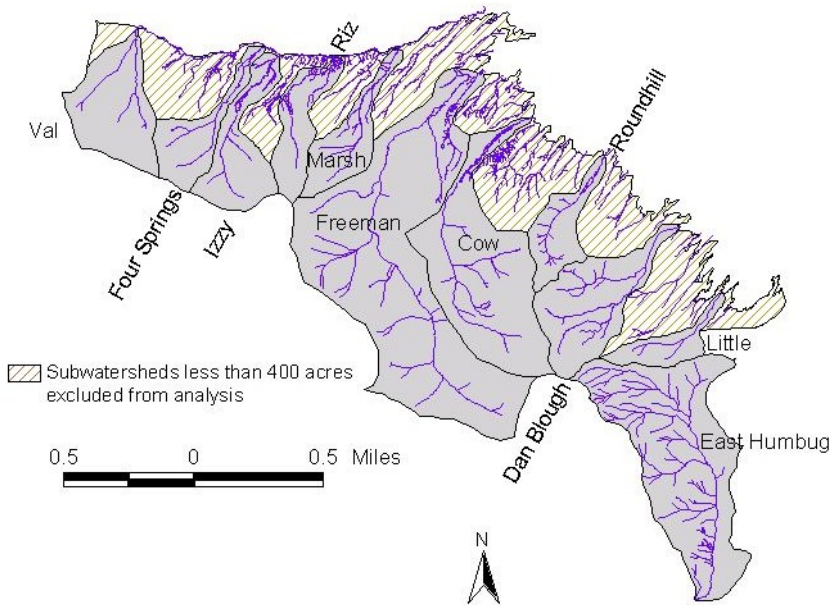 Riz
Roundhill
Val
Marsh
Four Springs
Izzy
Freeman
Cow
Little
Subwatersheds less than 400 acres
excluded from analysis
Dan Blough
East Humbug
0.5 0 0.5 Miles
N